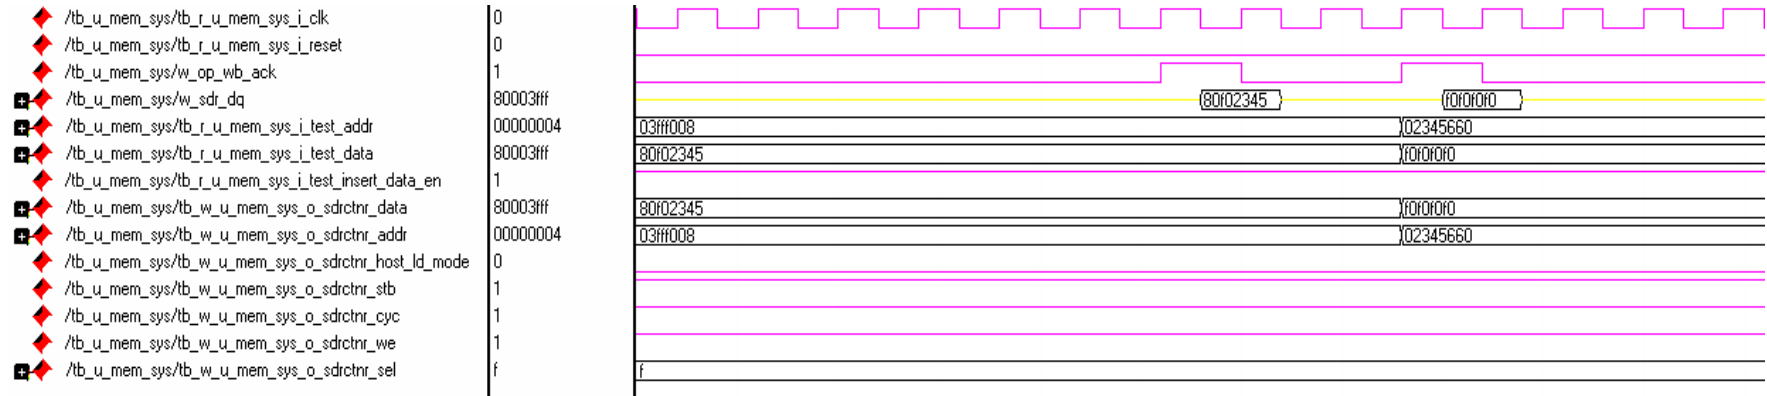 /tb_u_mem_sys/tb_r_u_mem_sys_i_clk 0
/tb_u_mem_sys/tb_r_u_mem_sys_i_reset 0
/tb_u_mem_sys/w_op_wb_ack 1
/tb_u_mem_sys/w_sdr_dq 80003fff 80f02345 f0f0f0f0
/tb_u_mem_sys/tb_r_u_mem_sys_i_test_addr 00000004 03fff008 02345660
/tb_u_mem_sys/tb_r_u_mem_sys_i_test_data 80003fff 80f02345 f0f0f0f0
/tb_u_mem_sys/tb_r_u_mem_sys_i_test_insert_data_en 1
/tb_u_mem_sys/tb_w_u_mem_sys_o_sdrctnr_data 80003fff 80f02345 f0f0f0f0
/tb_u_mem_sys/tb_w_u_mem_sys_o_sdrctnr_addr 00000004 03fff008 02345660
/tb_u_mem_sys/tb_w_u_mem_sys_o_sdrctnr_host_ld_mode 0
/tb_u_mem_sys/tb_w_u_mem_sys_o_sdrctnr_stb 1
/tb_u_mem_sys/tb_w_u_mem_sys_o_sdrctnr_cyc 1
/tb_u_mem_sys/tb_w_u_mem_sys_o_sdrctnr_we 1
/tb_u_mem_sys/tb_w_u_mem_sys_o_sdrctnr_sel f f